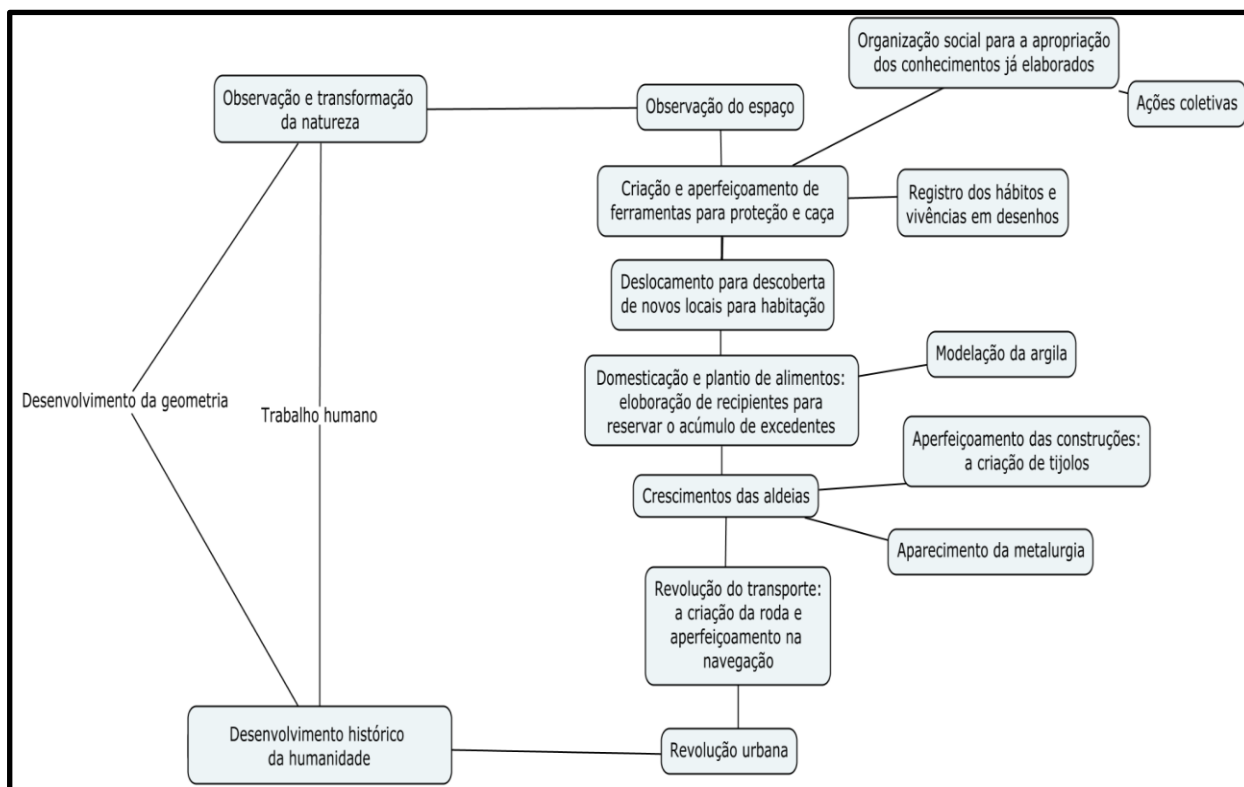 Organização social para a apropriação
dos conhecimentos já elaborados
Observação e transformação
da natureza
Observação do espaço
Ações coletivas
Criação e aperfeiçoamento de
ferramentas para proteção e caça
Registro dos hábitos e
vivências em desenhos
Deslocamento para descoberta
de novos locais para habitação
Modelação da argila
Domesticação e plantio de alimentos:
eloboração de recipientes para
reservar o acúmulo de excedentes
Desenvolvimento da geometria
Trabalho humano
Aperfeiçoamento das construções:
a criação de tijolos
Crescimentos das aldeias
Aparecimento da metalurgia
Revolução do transporte:
a criação da roda e
aperfeiçoamento na
navegação
Desenvolvimento histórico
da humanidade
Revolução urbana